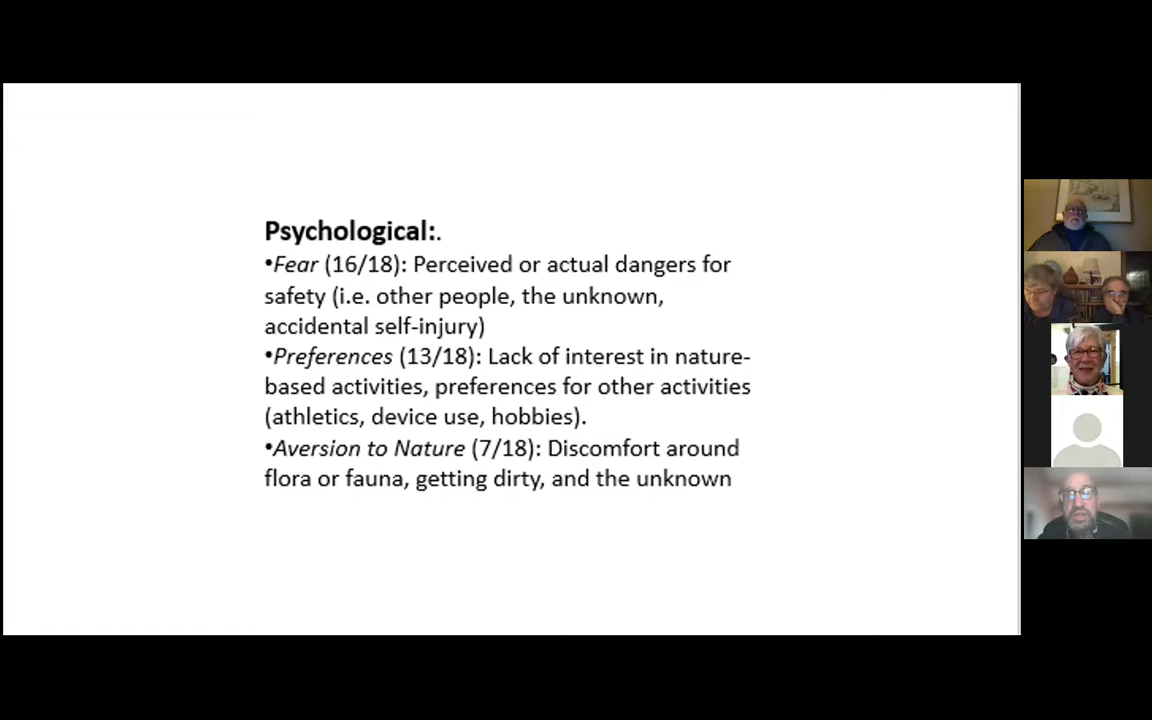 Psychological:.
•Fear (16/18): Perceived or actual dangers for
safety (i.e. other people, the unknown,
accidental self-injury)
•Preferences (13/18): Lack of interest in nature-
based activities, preferences for other activities
(athletics, device use, hobbies).
•Aversion to Nature (7/18): Discomfort around
flora or fauna, getting dirty, and the unknown